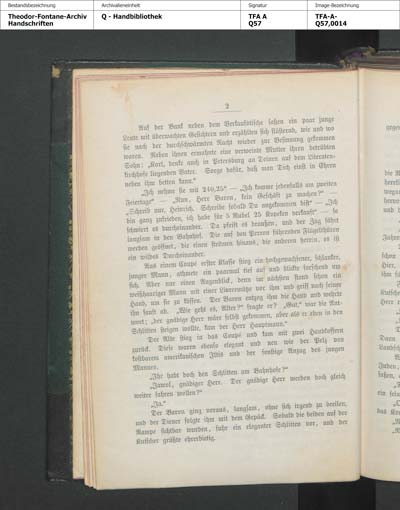 Bestandsbezeichnung
Archivalieneinheit
Signatur
Image-Bezeichnung
Theodor-Fontane-Archiv
Handschriften
Q - Handbibliothek
TFA A
Q57
TFA-A-
Q57,0014
2
Auf der Bank neben dem Verkaufstische saßen ein paar junge
Leute mit überwachten Gesichtern und erzählten sich flüsternd, wie und wo
sie nach der durchschwärmten Nacht wieder zur Besinnung gekommen
waren. Neben ihnen ermahnte eine verweinte Mutter ihren betrübten
Sohn: „Karl, denke auch in Petersburg an Deinen auf dem Literaten-
kirchhofe liegenden Vater. Sorge dafür, daß man Dich einst in Ehren
neben ihm betten kann."
„Ich nehme sie mit 240,25" — „Ich komme jedenfalls am zweiten
Feiertage" — „Nun, Herr Baron, kein Geschäft zu machen?" —
„Schreib nur, Heinrich. Schreibe sobald Du angekommen bist" — „Ich
bin ganz zufrieden, ich habe für 5 Rubel 25 Kopeken verkauft" — so
schwirrt es durcheinander. Da pfeift es draußen, und der Zug fährt
langsam in den Bahnhof. Die auf den Perron führenden Flügelthüren
werden geöffnet, die einen strömen hinaus, die anderen herein, es ist
ein wildes Durcheinander.
Aus einem Coupé erster Klasse stieg ein hochgewachsener, schlanker,
junger Mann, athmete ein paarmal tief auf und blickte forschend um
sich. Aber nur einen Augenblick, denn im nächsten stand schon ein
weißhaariger Mann mit einer Livreemütze vor ihm und griff nach seiner
Hand, um sie zu küssen. Der Baron entzog ihm die Hand und wehrte
ihn sanft ab. „Wie geht es, Alter?" fragte er? „Gut," war die Ant-
wort; „der gnädige Herr wäre selbst gekommen, aber als er eben in den
Schlitten steigen wollte, kam der Herr Hauptmann."
Der Alte stieg in das Coupé und kam mit zwei Handkoffern
zurück. Diese waren ebenso elegant und neu wie der Pelz von
kostbarem amerikanischem Iltis und der sonstige Anzug des jungen
Mannes.
„Ihr habt doch den Schlitten am Bahnhofe?"
„Jawol, gnädiger Herr. Der gnädige Herr werden doch gleich
weiter fahren wollen?"
„Ja."
Der Baron ging voraus, langsam, ohne sich irgend zu beeilen,
und der Diener folgte ihm mit dem Gepäck. Sobald die beiden auf der
Rampe sichtbar wurden, fuhr ein eleganter Schlitten vor, und der
Kutscher grüßte ehrerbietig.